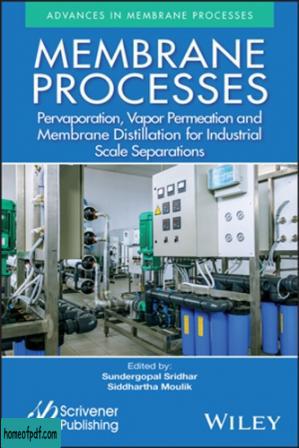 ADVANCES IN MEMBRANE PROCESSES
MEMBRANE
PROCESSES
Pervaporation, Vapor Permeation and
Membrane Distillation for Industrial
Scale Separations
Edited by:
Sundergopal Sridhar
Siddhartha Moulik
Scrivener
Publishing
WILEY
homeofpdf.com